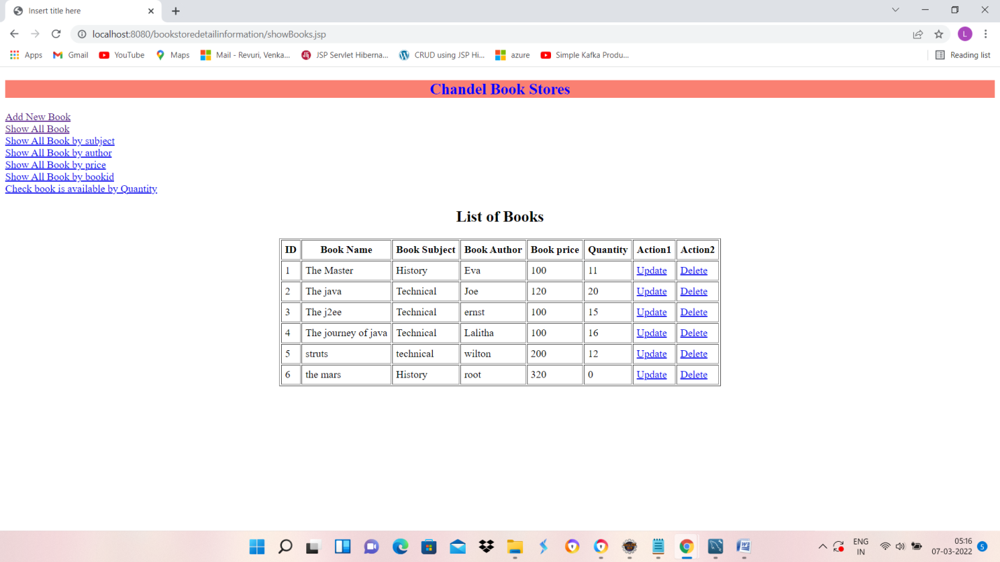 Insert title here
localhost:8080/bookstoredetailinformation/showBooks.jsp
L
Apps Gmail YouTube Maps Mail - Revuri, Venka... JSP Servlet Hiberna... CRUD using JSP Hi... azure Simple Kafka Produ... Reading list
Chandel Book Stores
Add New Book
Show All Book
Show All Book by subject
Show All Book by author
Show All Book by price
Show All Book by bookid
Check book is available by Quantity
List of Books
ID Book Name Book Subject Book Author Book price Quantity Action1 Action2
1 The Master History Eva 100 11 Update Delete
2 The java Technical Joe 120 20 Update Delete
3 The j2ee Technical ernst 100 15 Update Delete
4 The journey of java Technical Lalitha 100 16 Update Delete
5 struts technical wilton 200 12 Update Delete
6 the mars History root 320 0 Update Delete
ENG 05:16
IN 07-03-2022 5